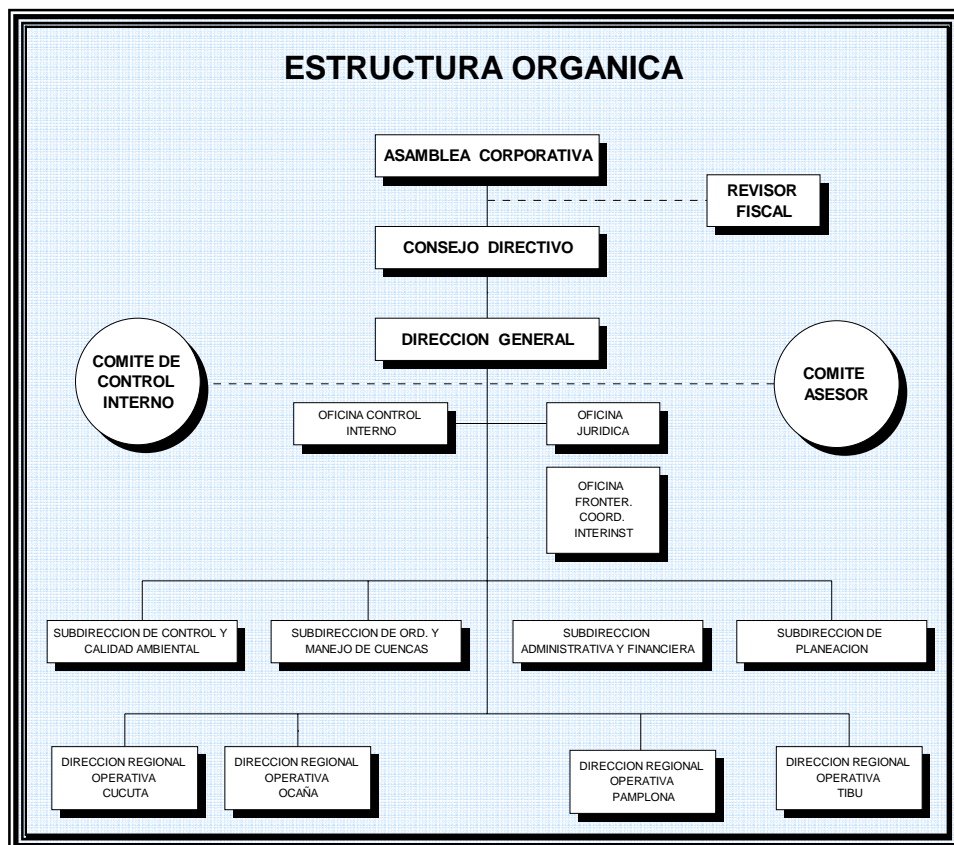 ESTRUCTURA ORGANICA
ASAMBLEA CORPORATIVA
REVISOR
FISCAL
CONSEJO DIRECTIVO
DIRECCION GENERAL
COMITE DE
CONTROL
INTERNO
COMITE
ASESOR
OFICINA CONTROL
INTERNO
OFICINA
JURIDICA
OFICINA
FRONTER.
COORD.
INTERINST
SUBDIRECCION DE CONTROL Y
CALIDAD AMBIENTAL
SUBDIRECCION DE ORD. Y
MANEJO DE CUENCAS
SUBDIRECCION
ADMINISTRATIVA Y FINANCIERA
SUBDIRECCION DE
PLANEACION
DIRECCION REGIONAL
OPERATIVA
CUCUTA
DIRECCION REGIONAL
OPERATIVA
OCAÑA
DIRECCION REGIONAL
OPERATIVA
PAMPLONA
DIRECCION REGIONAL
OPERATIVA
TIBU